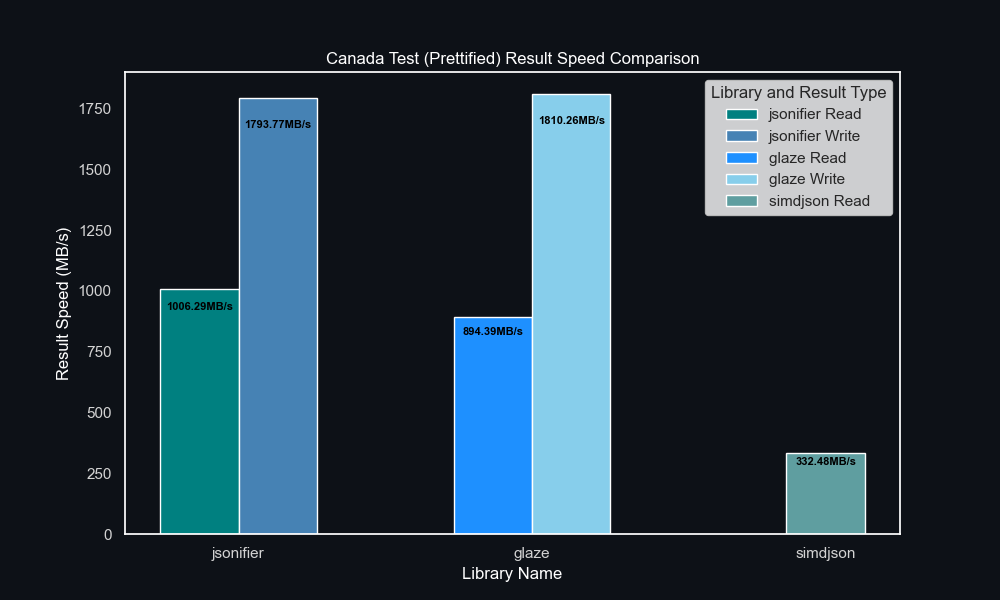 Canada Test (Prettified) Result Speed Comparison
Result Speed (MB/s)
1750
1500
1250
1000
750
500
250
0
1006.29MB/s
1793.77MB/s
894.39MB/s
1810.26MB/s
332.48MB/s
Library and Result Type
jsonifier Read
jsonifier Write
glaze Read
glaze Write
simdjson Read
jsonifier
glaze
simdjson
Library Name